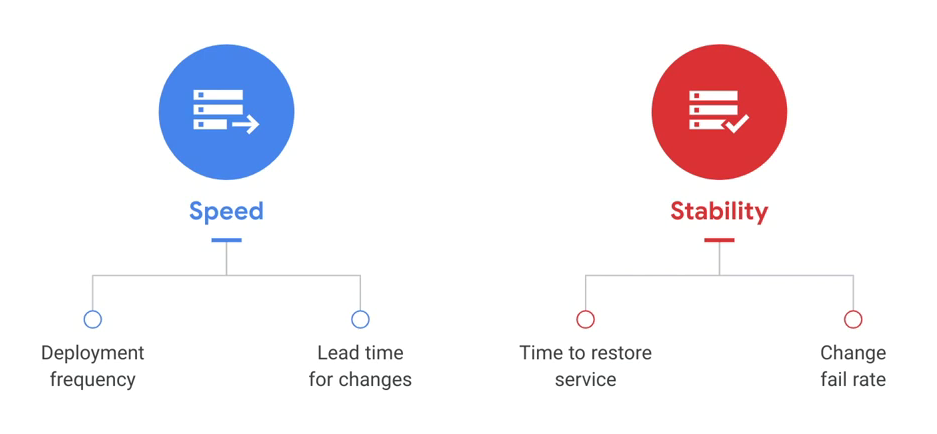 Speed
Stability
Deployment
frequency
Lead time
for changes
Time to restore
service
Change
fail rate